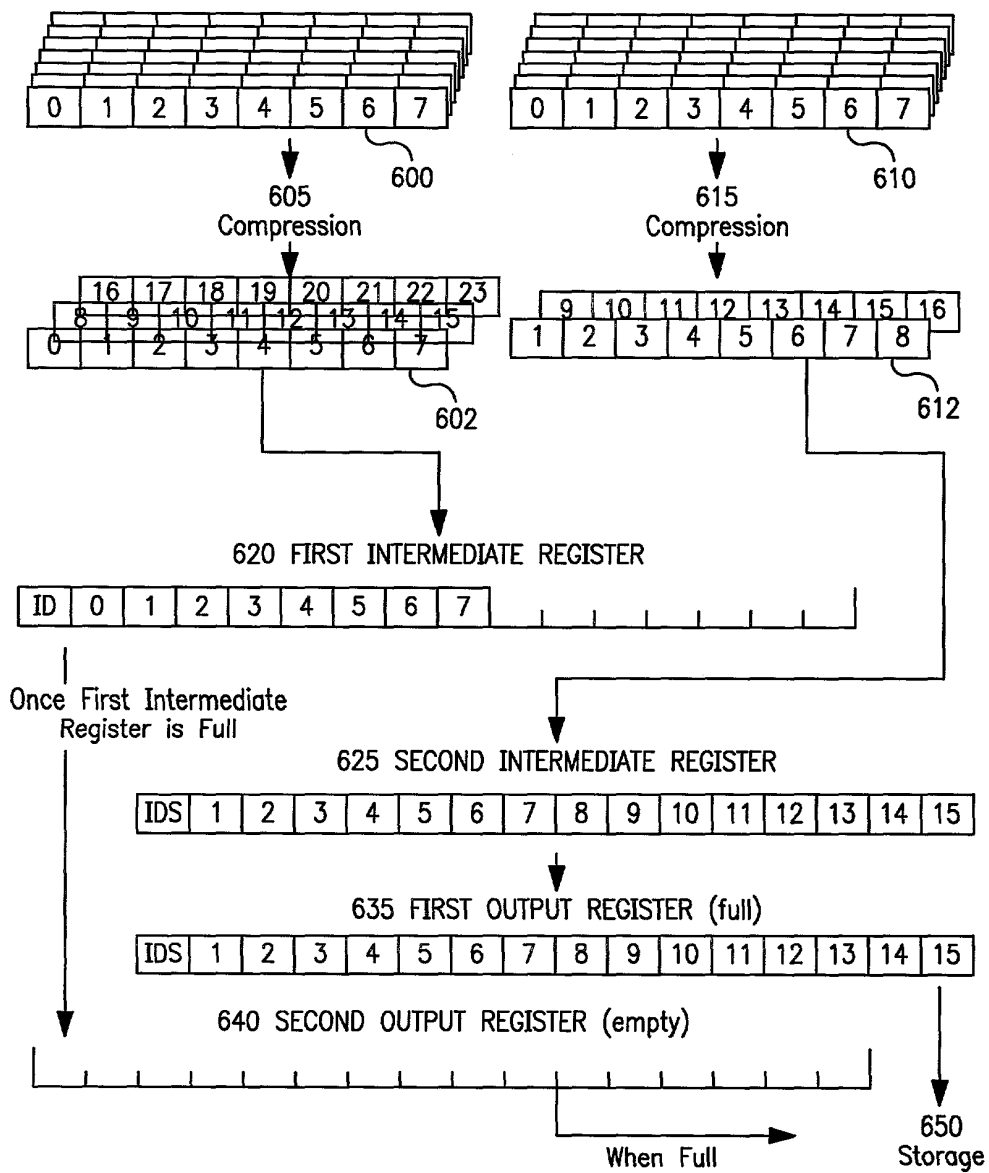 0 1 2 3 4 5 6 7
0 1 2 3 4 5 6 7
600
610
605
Compression
615
Compression
16 17 18 19 20 21 22 23
8 9 10 11 12 13 14 15
0 1 2 3 4 5 6 7
9 10 11 12 13 14 15 16
1 2 3 4 5 6 7 8
602
612
620 FIRST INTERMEDIATE REGISTER
ID 0 1 2 3 4 5 6 7
Once First Intermediate
Register is Full
625 SECOND INTERMEDIATE REGISTER
IDS 1 2 3 4 5 6 7 8 9 10 11 12 13 14 15
635 FIRST OUTPUT REGISTER (full)
IDS 1 2 3 4 5 6 7 8 9 10 11 12 13 14 15
640 SECOND OUTPUT REGISTER (empty)
When Full
650
Storage